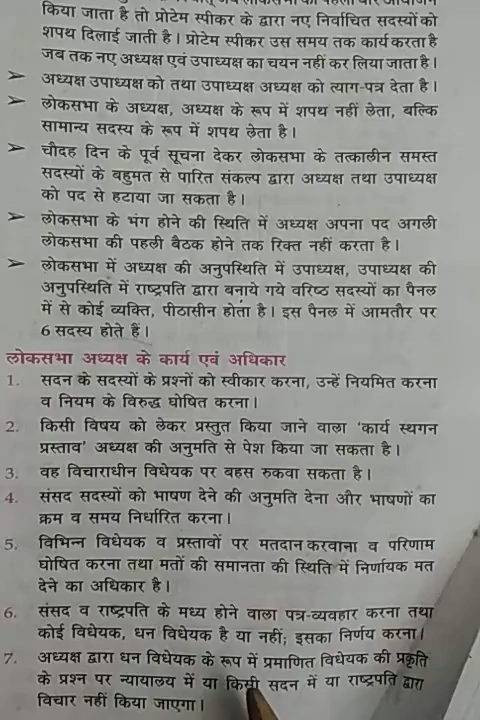 किया जाता है तो प्रोटेम स्पीकर के द्वारा नए निर्वाचित सदस्यों को
शपथ दिलाई जाती है। प्रोटेम स्पीकर उस समय तक कार्य करता है
जब तक नए अध्यक्ष एवं उपाध्यक्ष का चयन नहीं कर लिया जाता है।
➢ अध्यक्ष उपाध्यक्ष को तथा उपाध्यक्ष अध्यक्ष को त्याग-पत्र देता है।
➢ लोकसभा के अध्यक्ष, अध्यक्ष के रूप में शपथ नहीं लेता, बल्कि
सामान्य सदस्य के रूप में शपथ लेता है।
➢ चौदह दिन के पूर्व सूचना देकर लोकसभा के तत्कालीन समस्त
सदस्यों के बहुमत से पारित संकल्प द्वारा अध्यक्ष तथा उपाध्यक्ष
को पद से हटाया जा सकता है।
➢ लोकसभा के भंग होने की स्थिति में अध्यक्ष अपना पद अगली
लोकसभा की पहली बैठक होने तक रिक्त नहीं करता है।
➢ लोकसभा में अध्यक्ष की अनुपस्थिति में उपाध्यक्ष, उपाध्यक्ष की
अनुपस्थिति में राष्ट्रपति द्वारा बनाये गये वरिष्ठ सदस्यों का पैनल
में से कोई व्यक्ति, पीठासीन होता है। इस पैनल में आमतौर पर
6 सदस्य होते हैं।
लोकसभा अध्यक्ष के कार्य एवं अधिकार
1. सदन के सदस्यों के प्रश्नों को स्वीकार करना, उन्हें नियमित करना
व नियम के विरुद्ध घोषित करना।
2. किसी विषय को लेकर प्रस्तुत किया जाने वाला 'कार्य स्थगन
प्रस्ताव' अध्यक्ष की अनुमति से पेश किया जा सकता है।
3. वह विचाराधीन विधेयक पर बहस रुकवा सकता है।
4. संसद सदस्यों को भाषण देने की अनुमति देना और भाषणों का
क्रम व समय निर्धारित करना।
5. विभिन्न विधेयक व प्रस्तावों पर मतदान करवाना व परिणाम
घोषित करना तथा मतों की समानता की स्थिति में निर्णायक मत
देने का अधिकार है।
6. संसद व राष्ट्रपति के मध्य होने वाला पत्र-व्यवहार करना तथा
कोई विधेयक, धन विधेयक है या नहीं; इसका निर्णय करना।
7. अध्यक्ष द्वारा धन विधेयक के रूप में प्रमाणित विधेयक की प्रकृति
के प्रश्न पर न्यायालय में या किसी सदन में या राष्ट्रपति द्वारा
विचार नहीं किया जाएगा।